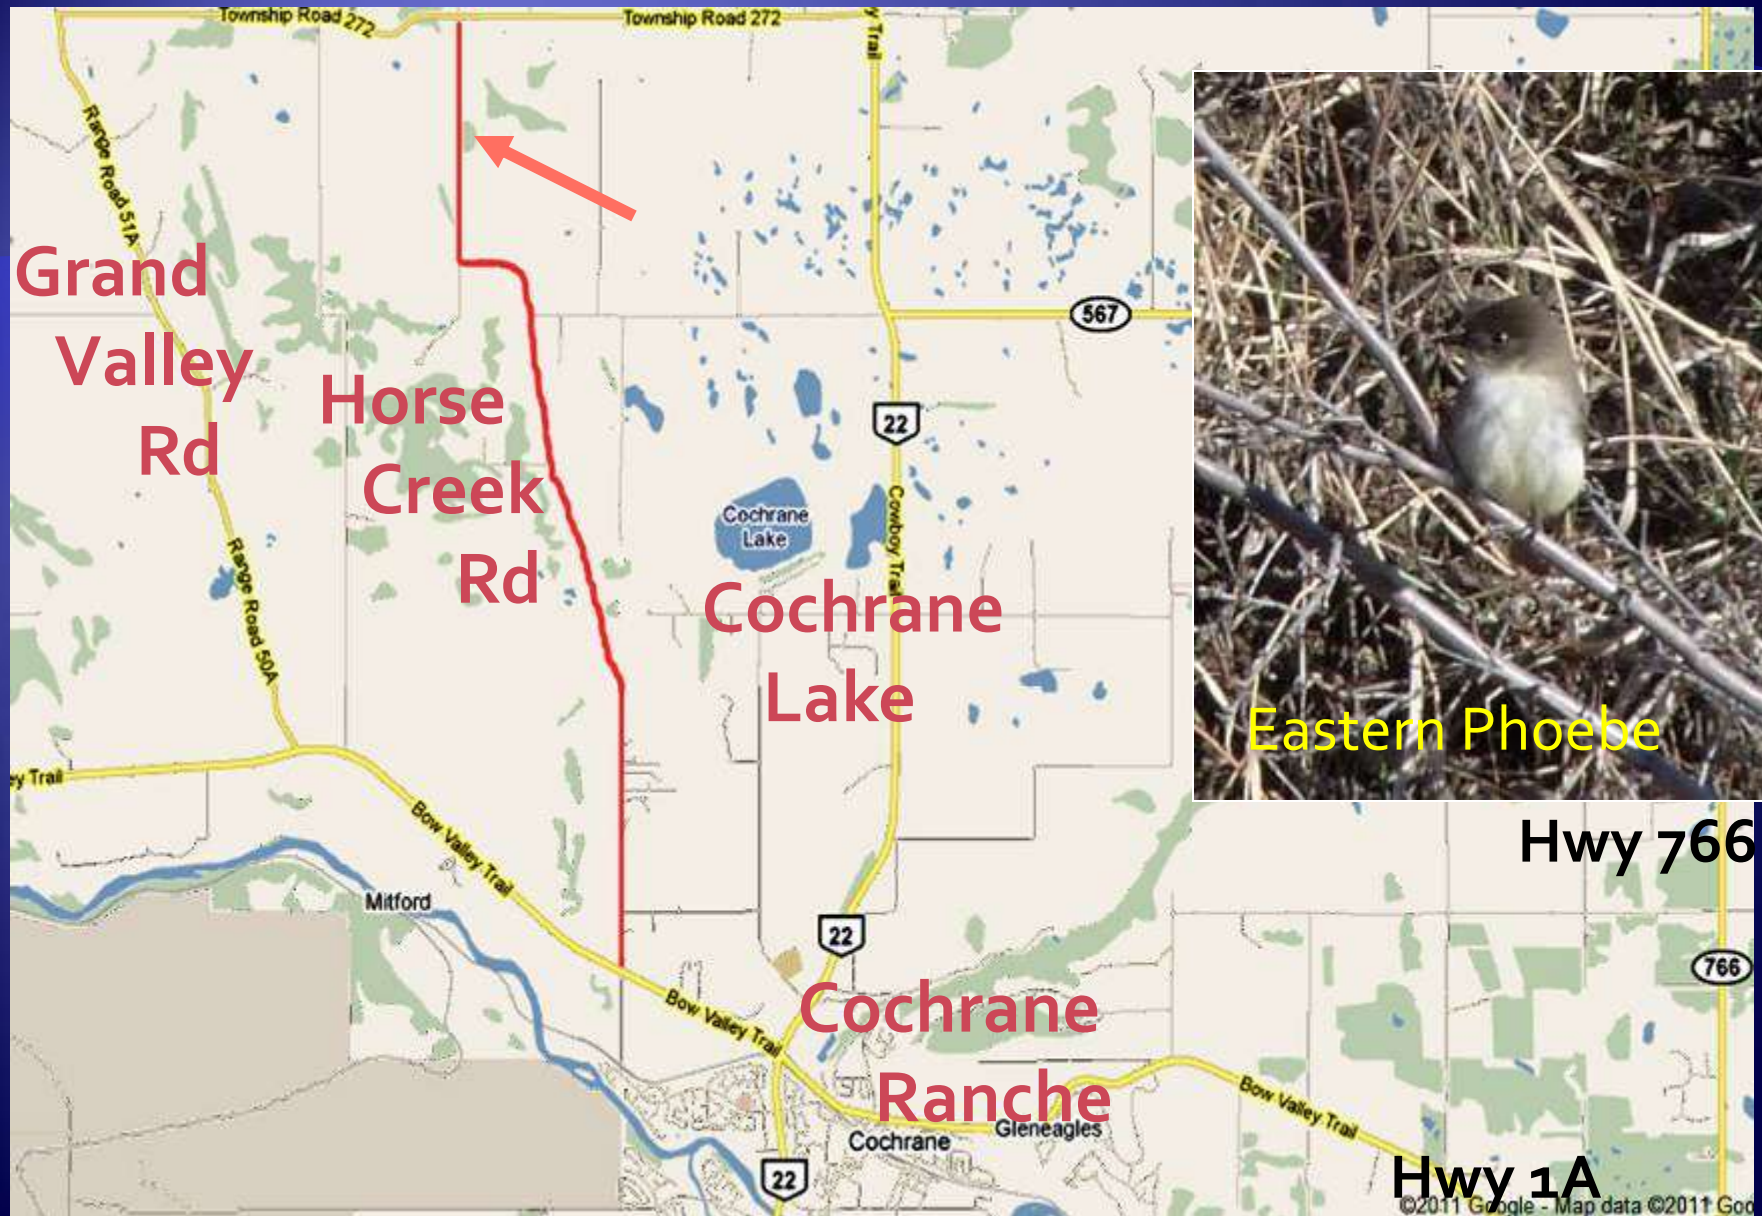 Township Road 272
Township Road 272
y Trail
Range Road 51A
Grand
Valley
Rd
Horse
Creek
Rd
567
22
Cochrane
Lake
Cowboy Trail
Range Road 50A
Cochrane
Lake
Eastern Phoebe
ey Trail
Bow Valley Trail
Hwy 766
Mitford
22
766
Bow Valley Trail
Cochrane
Ranche
Bow Valley Trail
Gleneagles
Cochrane
22
Hwy 1A
©2011 Google - Map data ©2011 Goo